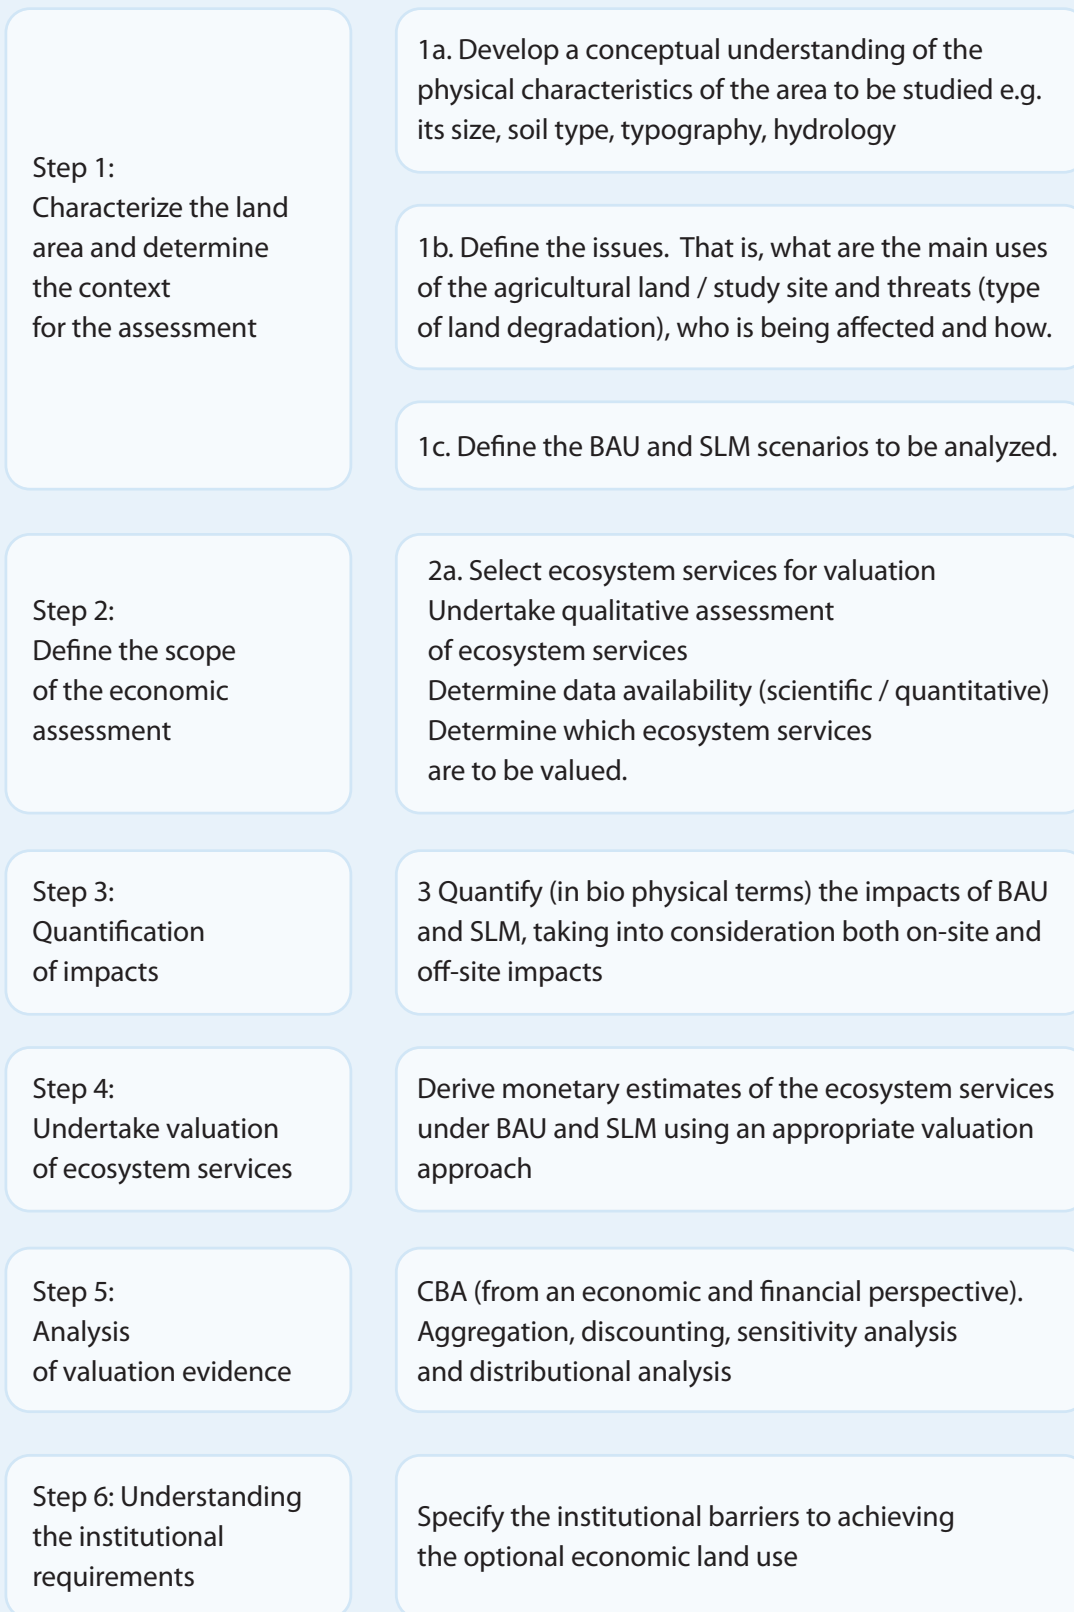 Step 1:
Characterize the land
area and determine
the context
for the assessment
1a. Develop a conceptual understanding of the
physical characteristics of the area to be studied e.g.
its size, soil type, typography, hydrology
1b. Define the issues.  That is, what are the main uses
of the agricultural land / study site and threats (type
of land degradation), who is being affected and how.
1c. Define the BAU and SLM scenarios to be analyzed.
Step 2:
Define the scope
of the economic
assessment
2a. Select ecosystem services for valuation
Undertake qualitative assessment
of ecosystem services
Determine data availability (scientific / quantitative)
Determine which ecosystem services
are to be valued.
Step 3:
Quantification
of impacts
3 Quantify (in bio physical terms) the impacts of BAU
and SLM, taking into consideration both on-site and
off-site impacts
Step 4:
Undertake valuation
of ecosystem services
Derive monetary estimates of the ecosystem services
under BAU and SLM using an appropriate valuation
approach
Step 5:
Analysis
of valuation evidence
CBA (from an economic and financial perspective).
Aggregation, discounting, sensitivity analysis
and distributional analysis
Step 6: Understanding
the institutional
requirements
Specify the institutional barriers to achieving
the optional economic land use